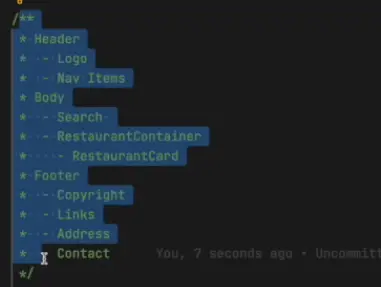 /**
* Header
* - Logo
* - Nav Items
* Body
* - Search
* - RestaurantContainer
* - RestaurantCard
* Footer
* - Copyright
* - Links
* - Address
* Contact You, 7 seconds ago • Uncommitt
*/